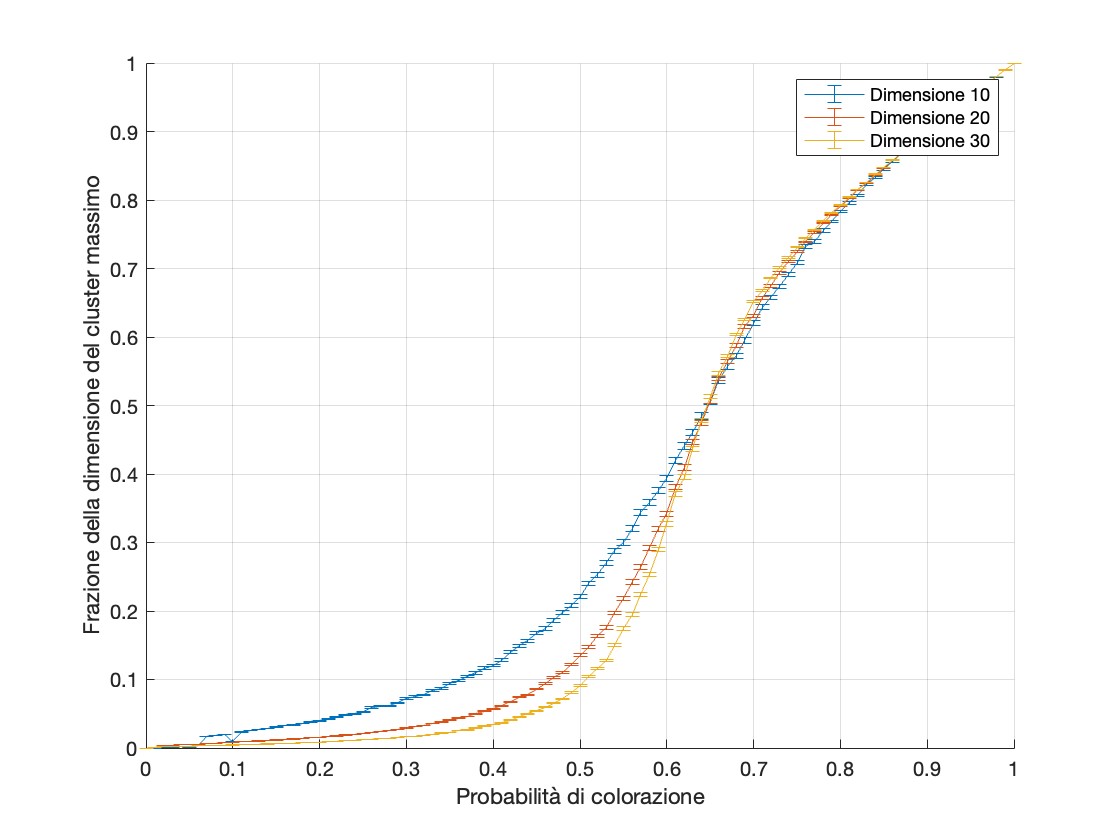 Dimensione 10
Dimensione 20
Dimensione 30
Frazione della dimensione del cluster massimo
1
0.9
0.8
0.7
0.6
0.5
0.4
0.3
0.2
0.1
0
0 0.1 0.2 0.3 0.4 0.5 0.6 0.7 0.8 0.9 1
Probabilità di colorazione